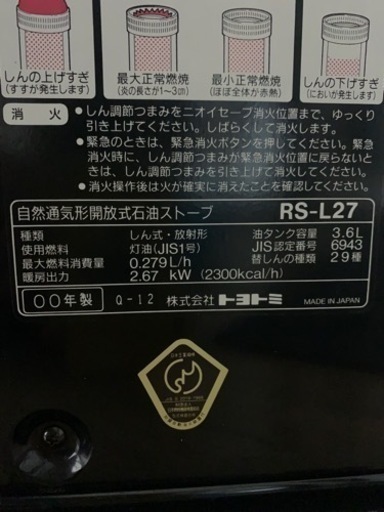 しんの上げすぎ
(すすが発生します)
最大正常燃焼
(炎の長さが1〜3cm)
最小正常燃焼
(ほぼ全体が赤熱)
しんの下げすぎ
(においが発生します)
消火
●しん調節つまみをニオイセーブ消火位置まで、ゆっくり
引き上げてください。しばらくして消火します。
●緊急のときは、緊急消火ボタンを押してください。緊急
消火時に、しん調節つまみが緊急消火位置に戻らない
ときは、しん調節つまみを引き上げてください。
●消火操作後は火が確実に消えたことを確認してください。
自然通気形開放式石油ストーブ RS-L27
種類 しん式・放射形 油タンク容量 3.6L
使用燃料 灯油(JIS1号) JIS認定番号 6943
最大燃料消費量 0.279L/h 替しんの種類 29種
暖房出力 2.67 kW (2300kcal/h)
00年製 Q-12 株式会社トヨトミ MADE IN JAPAN